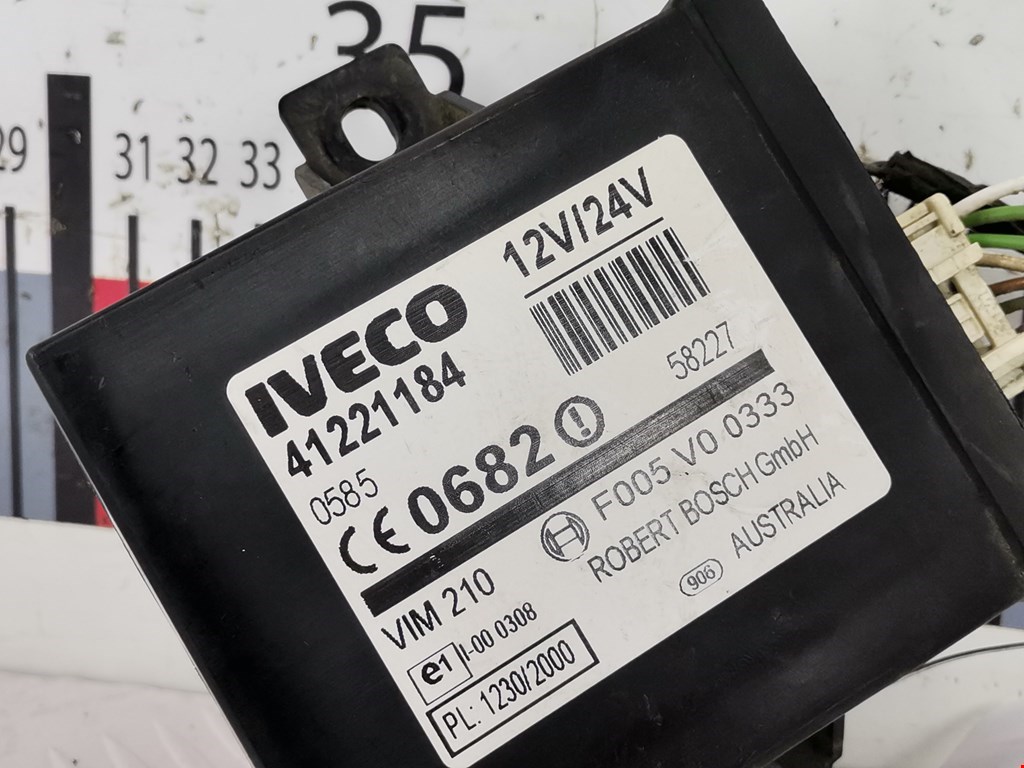 35
29 31 32 33
12V/24V
IVECO
41221184
58227
0585
CE 0682
F005 V0 0333
ROBERT BOSCH GmbH
906 AUSTRALIA
VIM 210
e1 I-00 0308
PL: 1230/2000